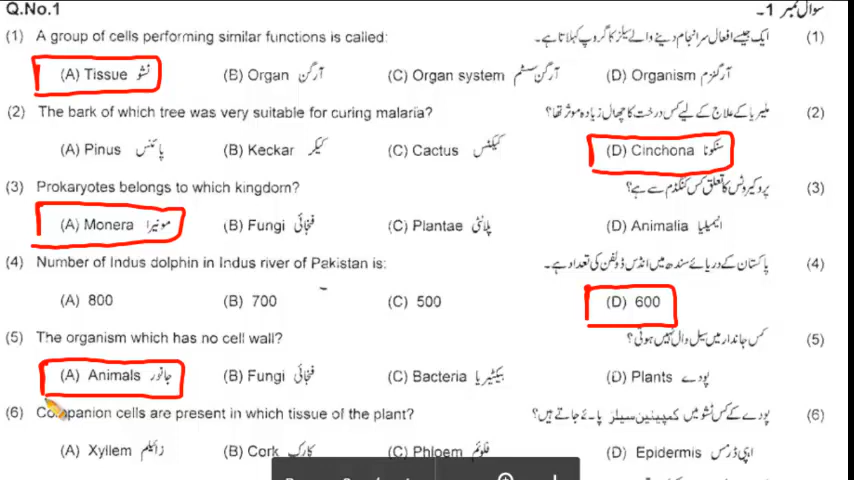 Q.No.1 سوال نمبر 1۔
(1) A group of cells performing similar functions is called: ایک جیسے افعال سرانجام دینے والے سیلز کا گروپ کہلاتا ہے۔ (1)
(A) Tissue ٹشو (B) Organ آرگن (C) Organ system آرگن سسٹم (D) Organism آرگنزم
(2) The bark of which tree was very suitable for curing malaria? ملیریا کے علاج کے لیے کس درخت کا چھال زیادہ موثر تھا؟ (2)
(A) Pinus پائنس (B) Keckar کیکر (C) Cactus کیکٹس (D) Cinchona سنکونا
(3) Prokaryotes belongs to which kingdom? پروکیریوٹس کا تعلق کس کنگڈم سے ہے؟ (3)
(A) Monera مونیرا (B) Fungi فنجائی (C) Plantae پلانٹی (D) Animalia اینیمیلیا
(4) Number of Indus dolphin in Indus river of Pakistan is: پاکستان کے دریائے سندھ میں انڈس ڈولفن کی تعداد ہے۔ (4)
(A) 800 (B) 700 (C) 500 (D) 600
(5) The organism which has no cell wall? کس جاندار میں سیل وال نہیں ہوتی؟ (5)
(A) Animals جانور (B) Fungi فنجائی (C) Bacteria بیکٹیریا (D) Plants پودے
(6) Companion cells are present in which tissue of the plant? پودے کے کس ٹشو میں کمپینین سیلز پائے جاتے ہیں؟ (6)
(A) Xyllem زائیلم (B) Cork کارک (C) Phloem فلوئم (D) Epidermis اپی ڈرمس